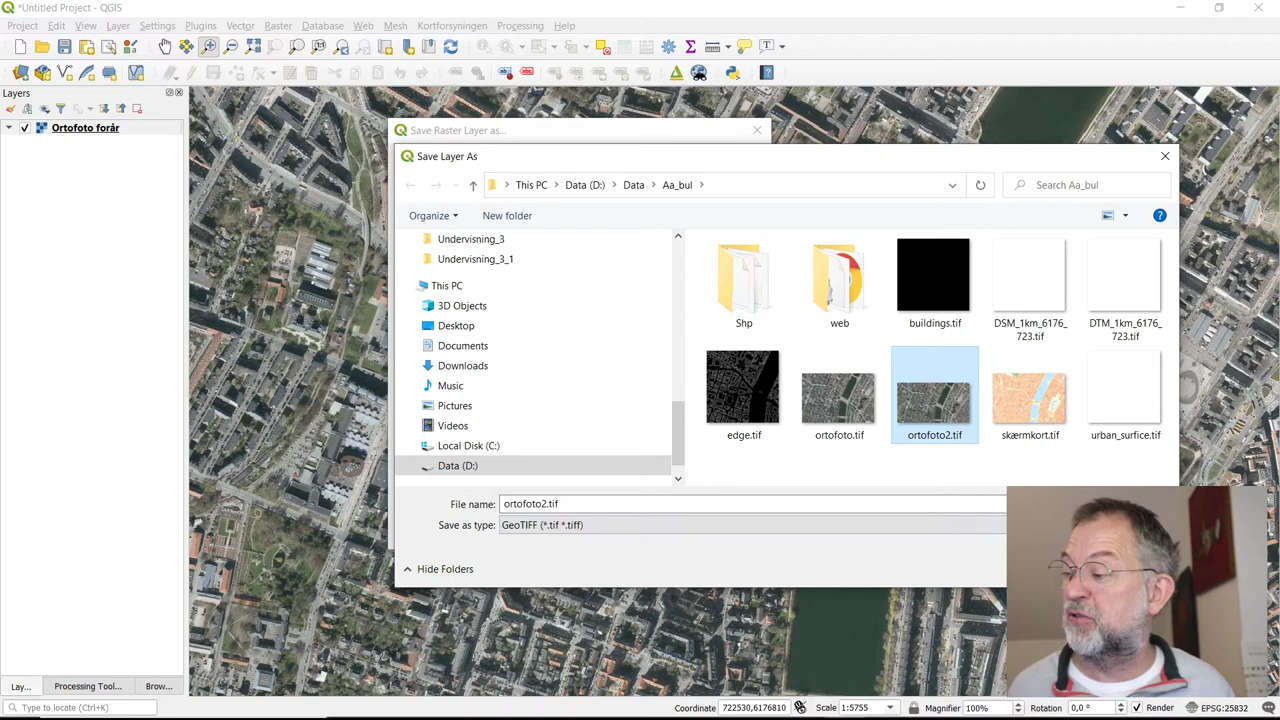 *Untitled Project — QGIS
Project Edit View Layer Settings Plugins Vector Raster Database Web Mesh Kortforsyningen Processing Help
Layers
Ortofoto forår
Save Raster Layer as...
Save Layer As
This PC > Data (D:) > Data > Aa_bul >
Search Aa_bul
Organize
New folder
Undervisning_3
Undervisning_3_1
This PC
3D Objects
Desktop
Documents
Downloads
Music
Pictures
Videos
Local Disk (C:)
Data (D:)
Shp
web
buildings.tif
DSM_1km_6176_
723.tif
DTM_1km_6176_
723.tif
edge.tif
ortofoto.tif
ortofoto2.tif
skærmkort.tif
urban_surfice.tif
File name: ortofoto2.tif
Save as type: GeoTIFF (*.tif *.tiff)
Hide Folders
Lay... Processing Tool... Brow...
Type to locate (Ctrl+K)
Coordinate 722530,6176810 Scale 1:5755 Magnifier 100% Rotation 0,0 ° Render EPSG:25832